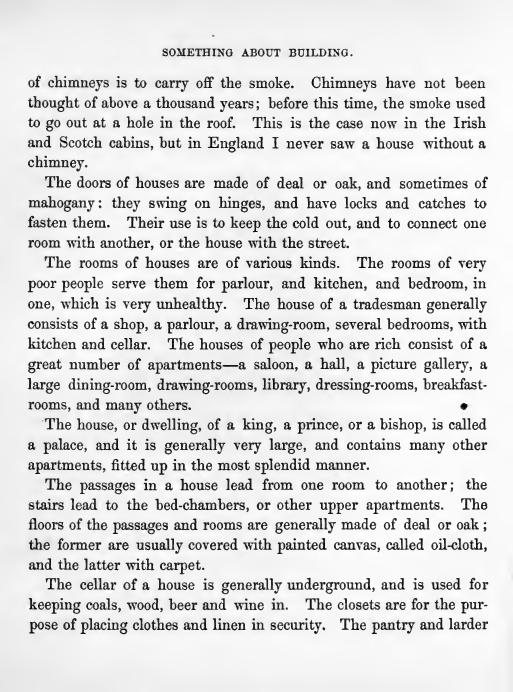 SOMETHING ABOUT BUILDING.
of chimneys is to carry off the smoke. Chimneys have not been
thought of above a thousand years; before this time, the smoke used
to go out at a hole in the roof. This is the case now in the Irish
and Scotch cabins, but in England I never saw a house without a
chimney.
The doors of houses are made of deal or oak, and sometimes of
mahogany: they swing on hinges, and have locks and catches to
fasten them. Their use is to keep the cold out, and to connect one
room with another, or the house with the street.
The rooms of houses are of various kinds. The rooms of very
poor people serve them for parlour, and kitchen, and bedroom, in
one, which is very unhealthy. The house of a tradesman generally
consists of a shop, a parlour, a drawing-room, several bedrooms, with
kitchen and cellar. The houses of people who are rich consist of a
great number of apartments—a saloon, a hall, a picture gallery, a
large dining-room, drawing-rooms, library, dressing-rooms, breakfast-
rooms, and many others.
The house, or dwelling, of a king, a prince, or a bishop, is called
a palace, and it is generally very large, and contains many other
apartments, fitted up in the most splendid manner.
The passages in a house lead from one room to another; the
stairs lead to the bed-chambers, or other upper apartments. The
floors of the passages and rooms are generally made of deal or oak;
the former are usually covered with painted canvas, called oil-cloth,
and the latter with carpet.
The cellar of a house is generally underground, and is used for
keeping coals, wood, beer and wine in. The closets are for the pur-
pose of placing clothes and linen in security. The pantry and larder